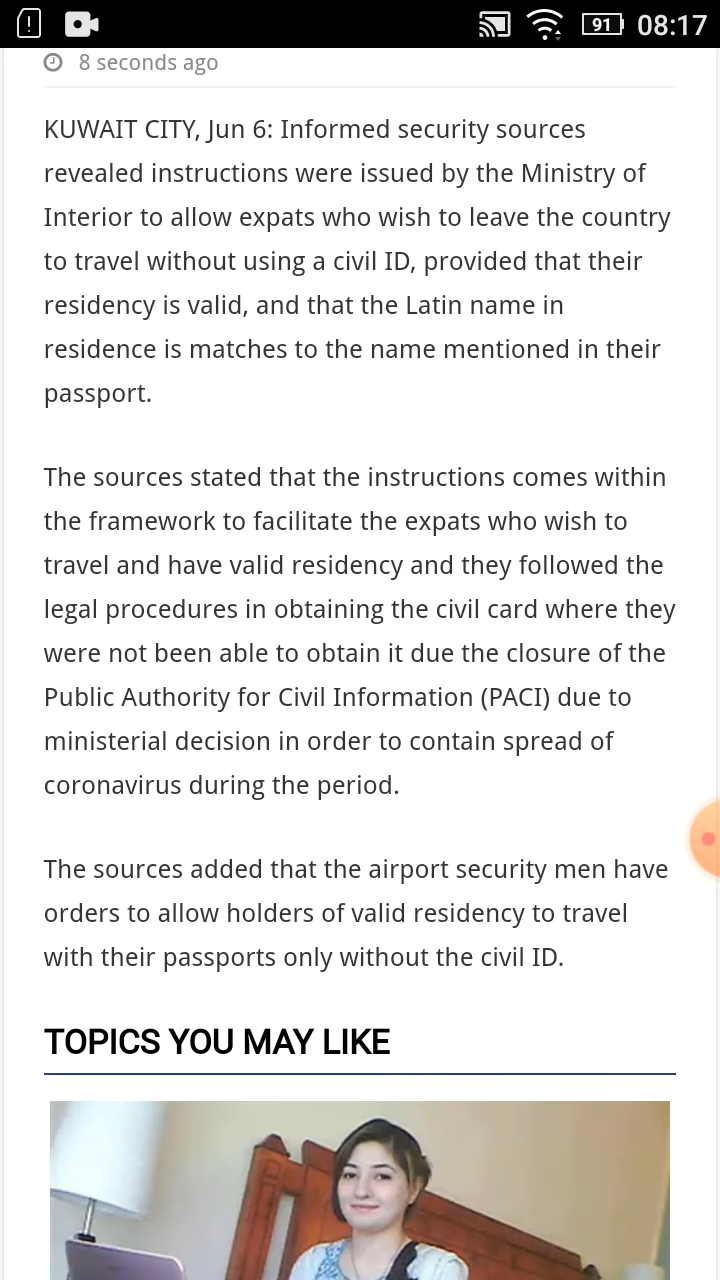 91 08:17
8 seconds ago
KUWAIT CITY, Jun 6: Informed security sources
revealed instructions were issued by the Ministry of
Interior to allow expats who wish to leave the country
to travel without using a civil ID, provided that their
residency is valid, and that the Latin name in
residence is matches to the name mentioned in their
passport.
The sources stated that the instructions comes within
the framework to facilitate the expats who wish to
travel and have valid residency and they followed the
legal procedures in obtaining the civil card where they
were not been able to obtain it due the closure of the
Public Authority for Civil Information (PACI) due to
ministerial decision in order to contain spread of
coronavirus during the period.
The sources added that the airport security men have
orders to allow holders of valid residency to travel
with their passports only without the civil ID.
TOPICS YOU MAY LIKE